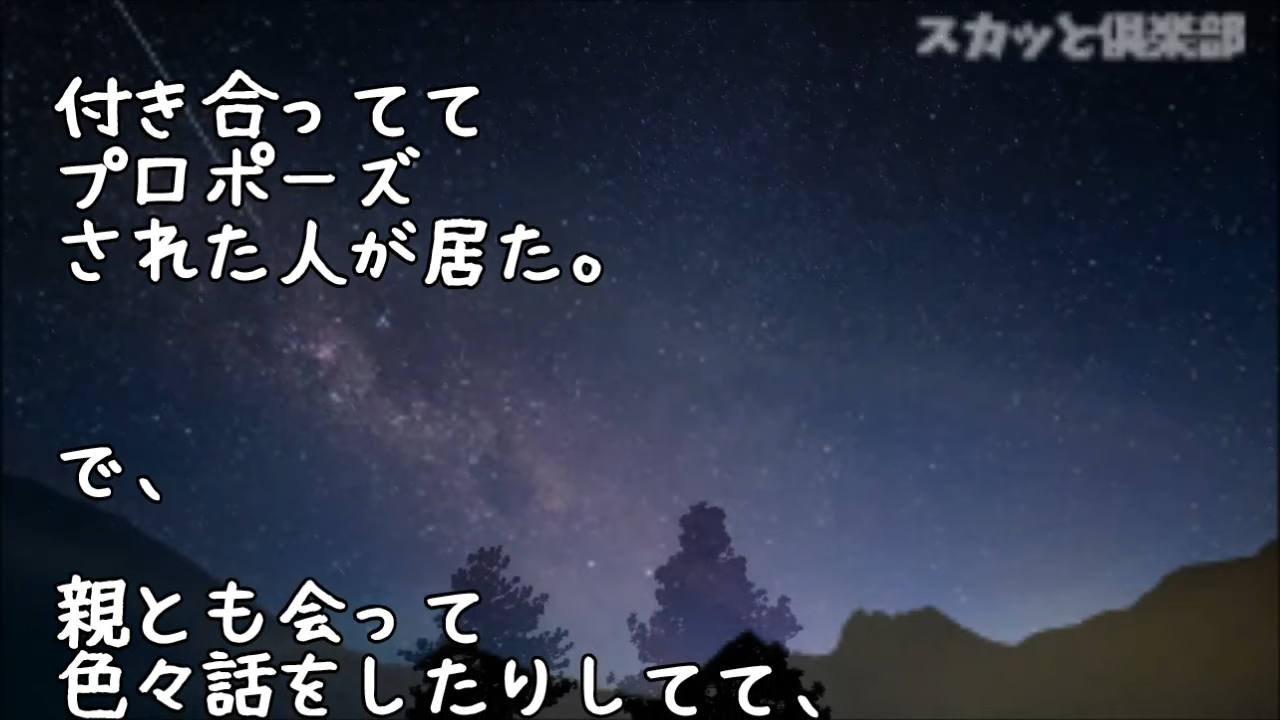 スカッと倶楽部
付き合ってて
プロポーズ
された人が居た。
で、
親とも会って
色々話をしたりしてて、